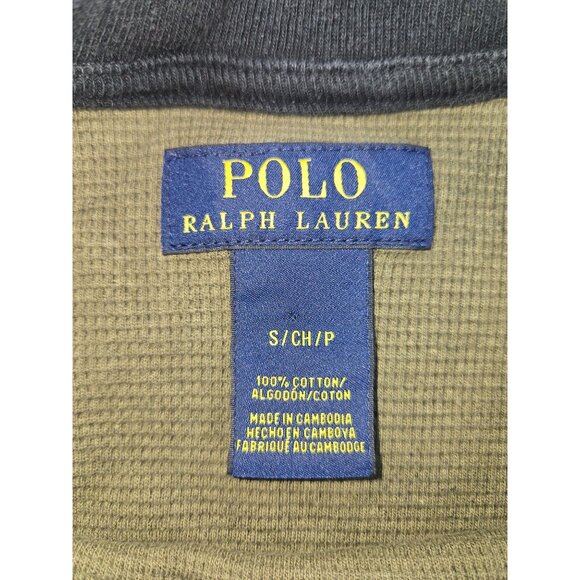 POLO
RALPH LAUREN
S/CH/P
100% COTTON/
ALGODÓN/COTON
MADE IN CAMBODIA
HECHO EN CAMBOYA
FABRIQUÉ AU CAMBODGE